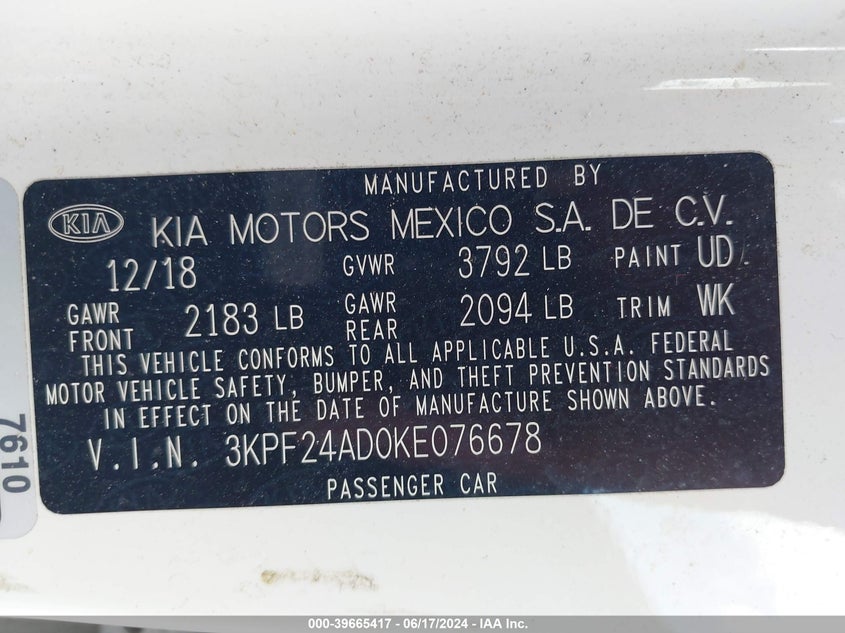 MANUFACTURED BY
KIA KIA MOTORS MEXICO S.A. DE C.V.
12/18 GVWR 3792 LB PAINT UD
GAWR FRONT 2183 LB GAWR REAR 2094 LB TRIM WK
THIS VEHICLE CONFORMS TO ALL APPLICABLE U.S.A. FEDERAL
MOTOR VEHICLE SAFETY, BUMPER, AND THEFT PREVENTION STANDARDS
IN EFFECT ON THE DATE OF MANUFACTURE SHOWN ABOVE.
V.I.N. 3KPF24AD0KE076678
PASSENGER CAR
7610
000-39665417 - 06/17/2024 - IAA Inc.